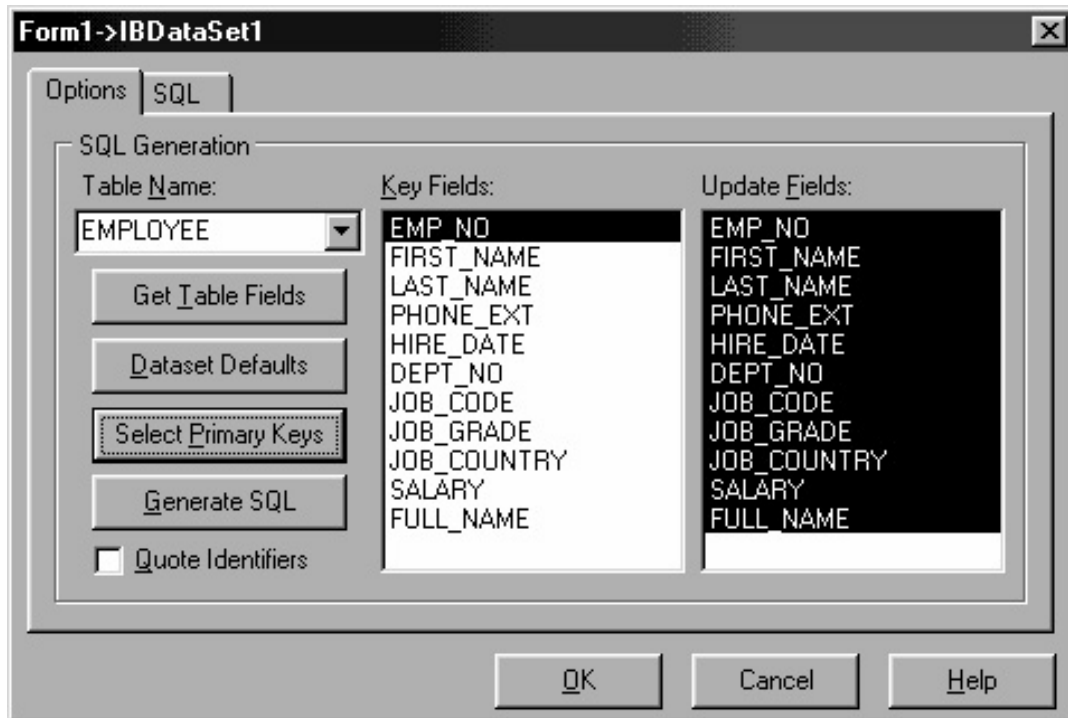 Form1->IBDataSet1
Options
SQL
SQL Generation
Table Name:
EMPLOYEE
Get Table Fields
Dataset Defaults
Select Primary Keys
Generate SQL
Quote Identifiers
Key Fields:
EMP_NO
FIRST_NAME
LAST_NAME
PHONE_EXT
HIRE_DATE
DEPT_NO
JOB_CODE
JOB_GRADE
JOB_COUNTRY
SALARY
FULL_NAME
Update Fields:
EMP_NO
FIRST_NAME
LAST_NAME
PHONE_EXT
HIRE_DATE
DEPT_NO
JOB_CODE
JOB_GRADE
JOB_COUNTRY
SALARY
FULL_NAME
OK
Cancel
Help